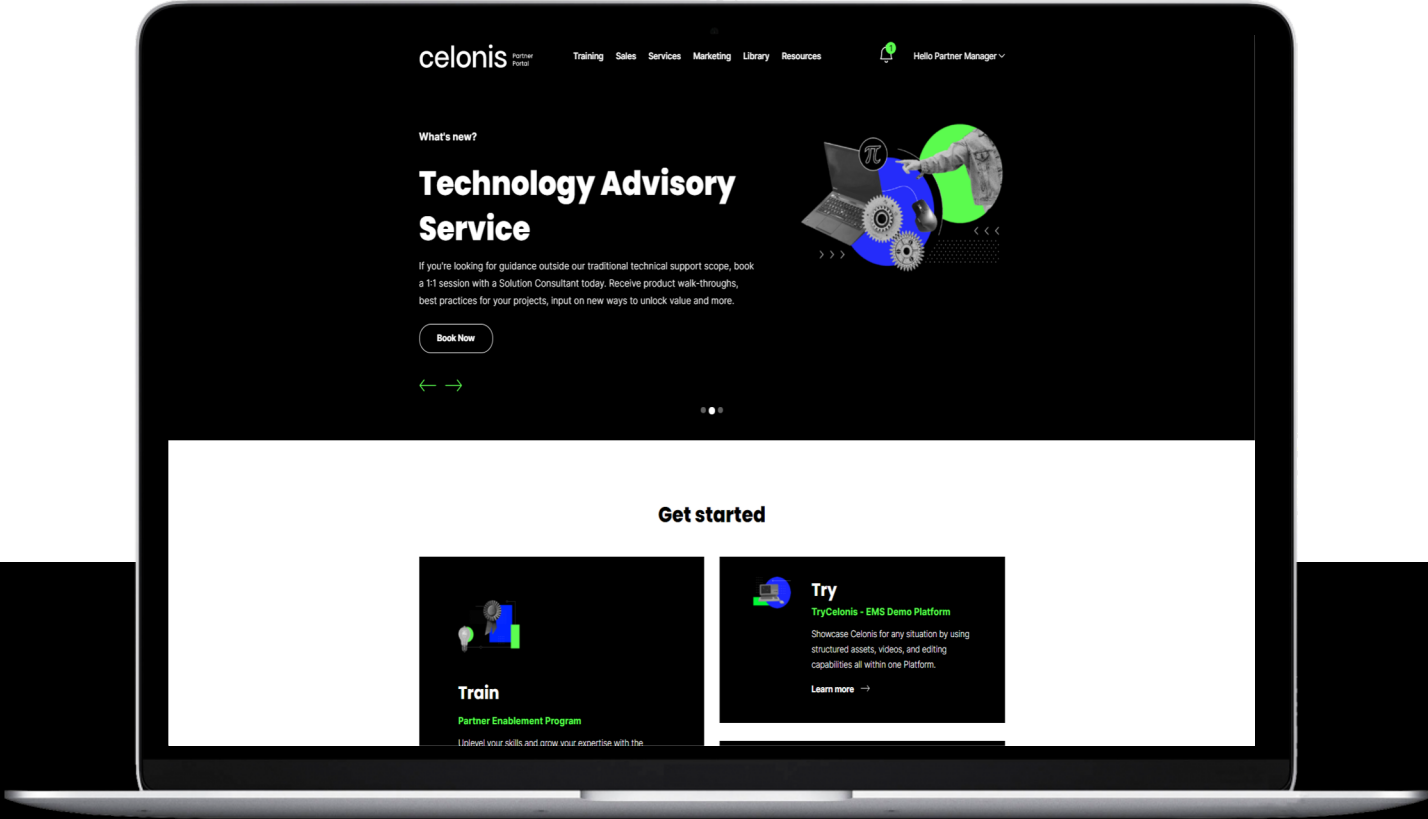 celonis Partner Portal
Training Sales Services Marketing Library Resources
1
Hello Partner Manager
What's new?
Technology Advisory
Service
If you're looking for guidance outside our traditional technical support scope, book
a 1:1 session with a Solution Consultant today. Receive product walk-throughs,
best practices for your projects, input on new ways to unlock value and more.
Book Now
π
Get started
Train
Partner Enablement Program
Uplevel your skills and grow your expertise with the
Try
TryCelonis - EMS Demo Platform
Showcase Celonis for any situation by using
structured assets, videos, and editing
capabilities all within one Platform.
Learn more